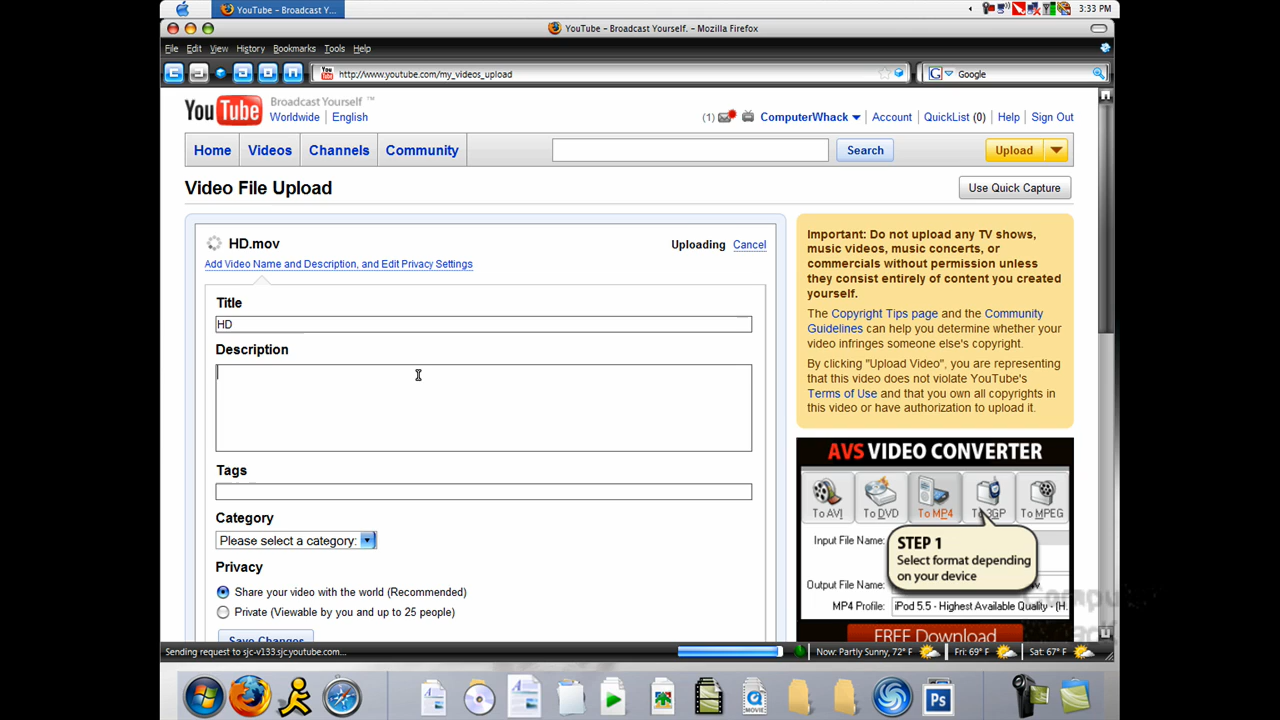 YouTube - Broadcast Y...
3:33 PM
YouTube - Broadcast Yourself. - Mozilla Firefox
File Edit View History Bookmarks Tools Help
http://www.youtube.com/my_videos_upload
Google
YouTube
Broadcast Yourself ™
Worldwide | English
(1) ComputerWhack | Account | QuickList (0) | Help | Sign Out
Home Videos Channels Community Search Upload
Video File Upload
Use Quick Capture
HD.mov
Uploading Cancel
Add Video Name and Description, and Edit Privacy Settings
Title
HD
Description
Tags
Category
Please select a category:
Privacy
Share your video with the world (Recommended)
Private (Viewable by you and up to 25 people)
Save Changes
Important: Do not upload any TV shows,
music videos, music concerts, or
commercials without permission unless
they consist entirely of content you created
yourself.
The Copyright Tips page and the Community
Guidelines can help you determine whether your
video infringes someone else's copyright.
By clicking "Upload Video", you are representing
that this video does not violate YouTube's
Terms of Use and that you own all copyrights in
this video or have authorization to upload it.
AVS VIDEO CONVERTER
To AVI To DVD To MP4 To 3GP To MPEG
Input File Name:
STEP 1
Select format depending
on your device
Output File Name:
MP4 Profile: iPod 5.5 - Highest Available Quality - (H.
FREE Download
Sending request to sjc-v133.sjc.youtube.com...
Now: Partly Sunny, 72° F Fri: 69° F Sat: 67° F
MOVIE
Ps